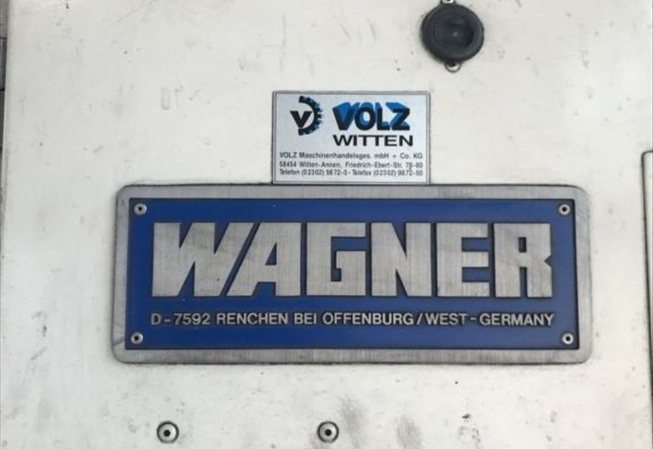 V VOLZ
WITTEN
VOLZ Maschinenhandelsges. mbH + Co. KG
58454 Witten-Annen, Friedrich-Ebert-Str. 78-80
Telefon (02302) 9872-0 · Telefax (02302) 9872-50
WAGNER
D-7592 RENCHEN BEI OFFENBURG/WEST-GERMANY